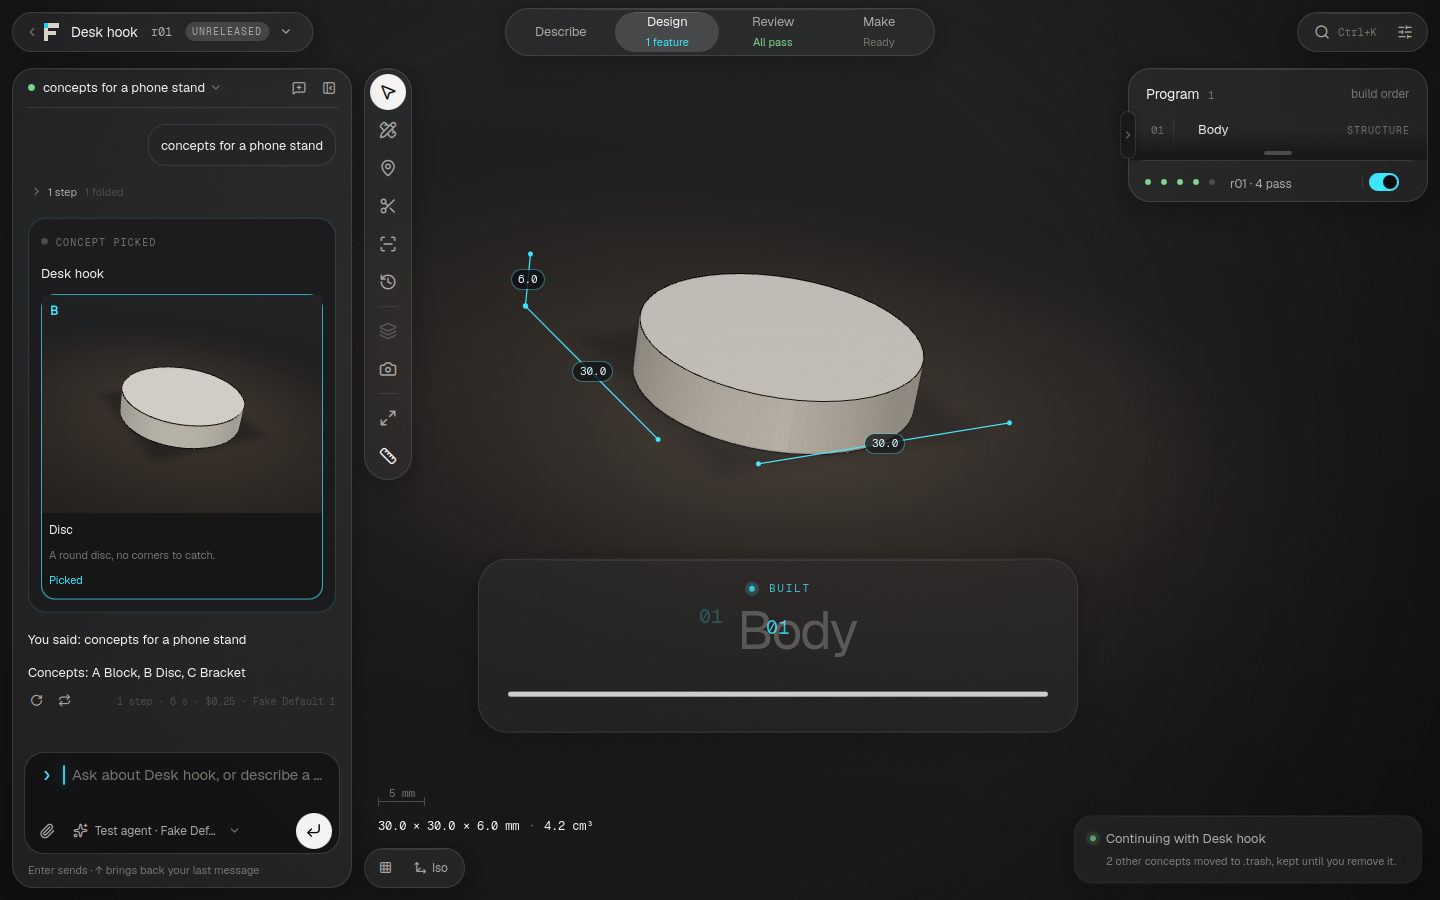 Desk hook r01 UNRELEASED
Describe
Design
1 feature
Review
All pass
Make
Ready
Ctrl+K
concepts for a phone stand
concepts for a phone stand
1 step 1 folded
CONCEPT PICKED
Desk hook
B
Disc
A round disc, no corners to catch.
Picked
You said: concepts for a phone stand
Concepts: A Block, B Disc, C Bracket
1 step · 6 s · $0.25 · Fake Default 1
Ask about Desk hook, or describe a ...
Test agent · Fake Def...
Enter sends · ↑ brings back your last message
6.0
30.0
30.0
BUILT
01
01
Body
5 mm
30.0 × 30.0 × 6.0 mm · 4.2 cm³
Iso
Program 1 build order
01 Body STRUCTURE
r01 · 4 pass
Continuing with Desk hook
2 other concepts moved to .trash, kept until you remove it.